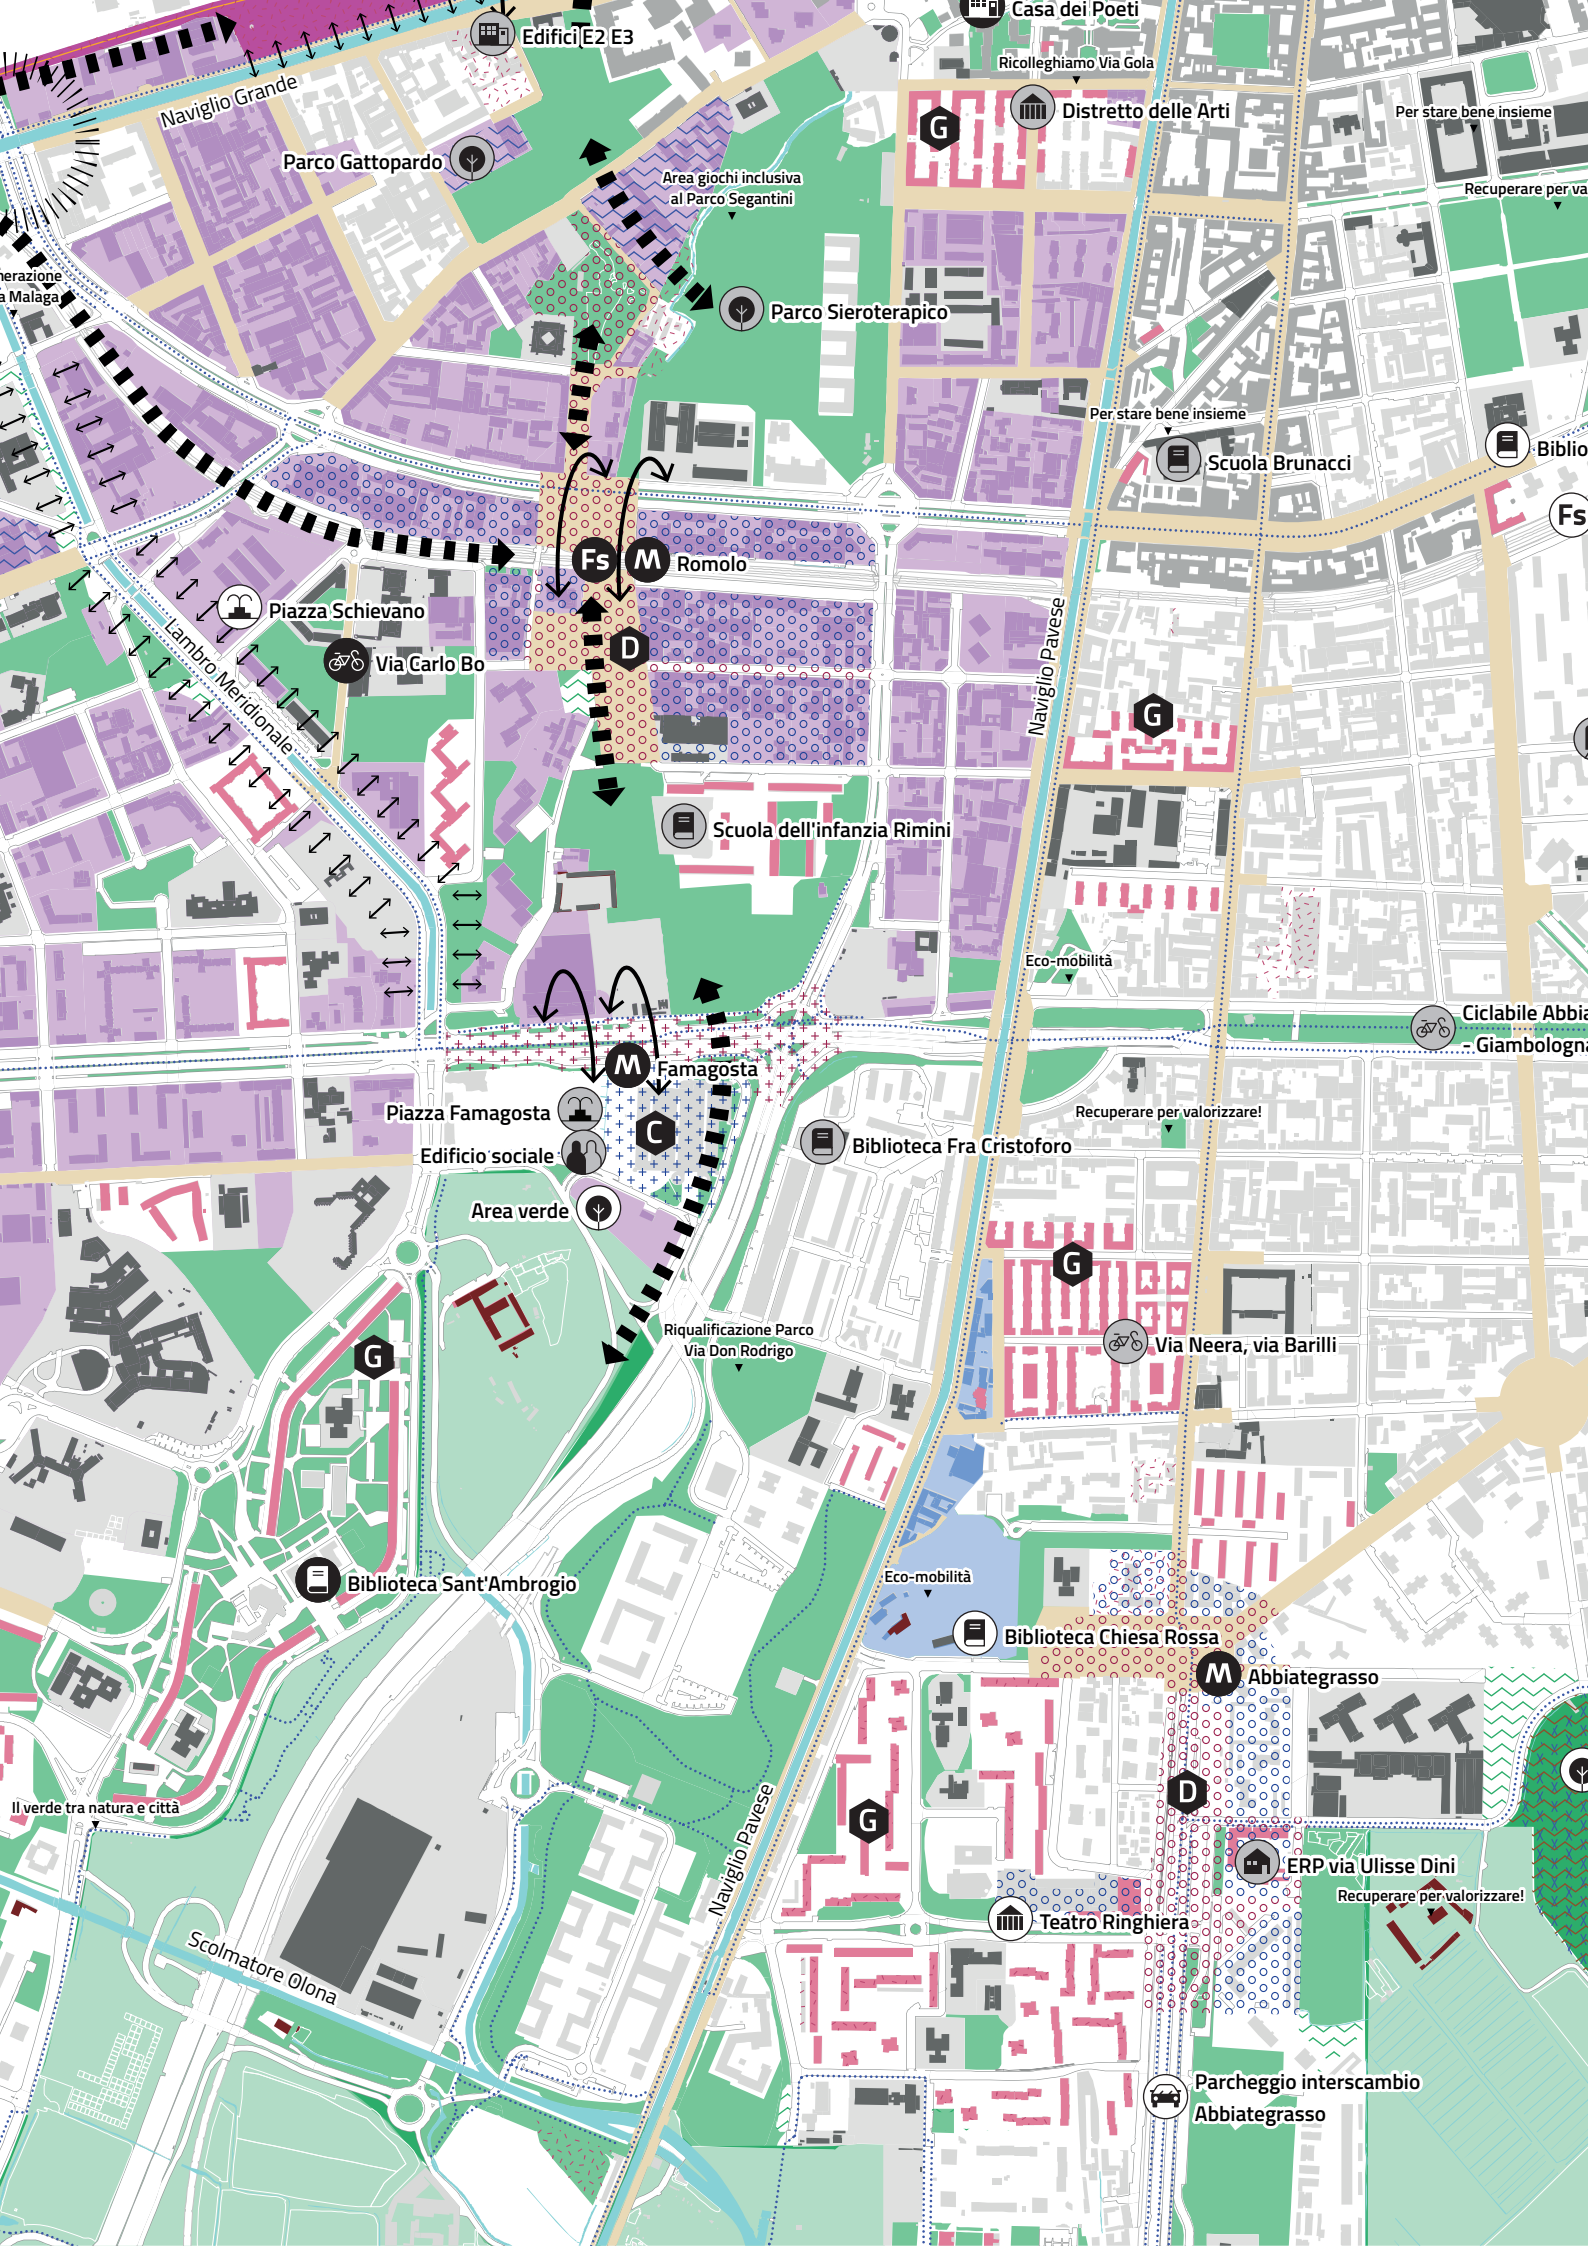 Casa dei Poeti
Edifici E2 E3
Ricolleghiamo Via Gola
Naviglio Grande
G
Distretto delle Arti
Per stare bene insieme
Parco Gattopardo
Area giochi inclusiva
al Parco Segantini
Recuperare per va
nerazione
a Malaga
Parco Sieroterapico
Per stare bene insieme
Scuola Brunacci
Biblio
Fs
Fs
M
Romolo
Piazza Schievano
Via Carlo Bo
D
Lambro Meridionale
Naviglio Pavese
G
Scuola dell'infanzia Rimini
Eco-mobilità
Ciclabile Abbia
- Giambologna
M
Famagosta
Piazza Famagosta
C
Edificio sociale
Recuperare per valorizzare!
Biblioteca Fra Cristoforo
Area verde
G
Riqualificazione Parco
Via Don Rodrigo
Via Neera, via Barilli
G
Biblioteca Sant'Ambrogio
Eco-mobilità
Biblioteca Chiesa Rossa
M
Abbiategrasso
D
Il verde tra natura e città
G
Naviglio Pavese
ERP via Ulisse Dini
Recuperare per valorizzare!
Teatro Ringhiera
Scolmatore Olona
Parcheggio interscambio
Abbiategrasso